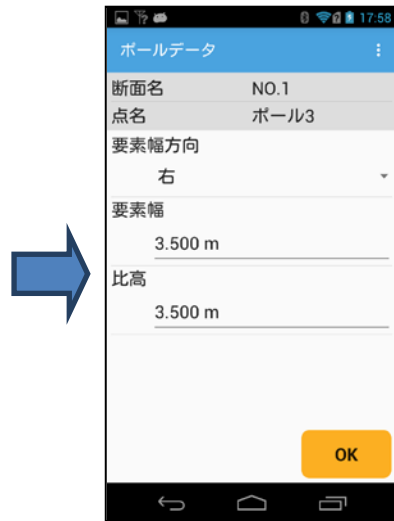 17:58
ポールデータ
断面名 NO.1
点名 ポール3
要素幅方向
右
要素幅
3.500 m
比高
3.500 m
OK